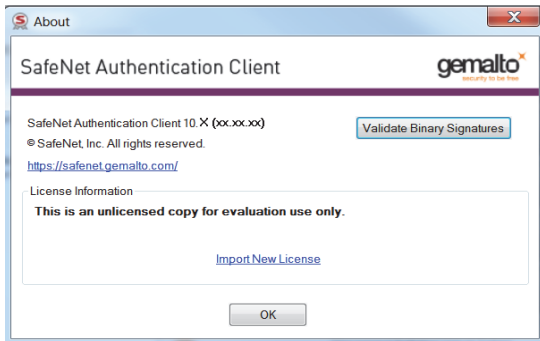 About
SafeNet Authentication Client
gemalto
security to be free
SafeNet Authentication Client 10.X (xx.xx.xx)
Validate Binary Signatures
© SafeNet, Inc. All rights reserved.
https://safenet.gemalto.com/
License Information
This is an unlicensed copy for evaluation use only.
Import New License
OK